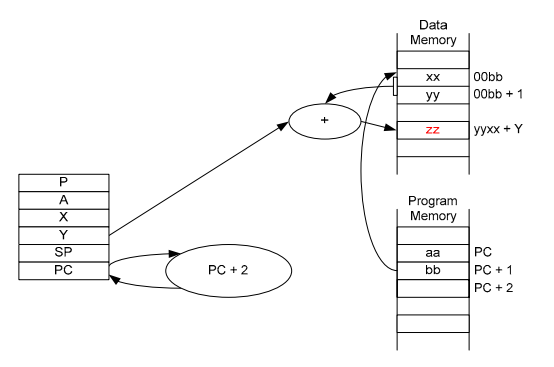 Data
Memory
xx 00bb
yy 00bb + 1
+
zz yyxx + Y
P
A
X
Y
SP
PC
PC + 2
Program
Memory
aa PC
bb PC + 1
PC + 2